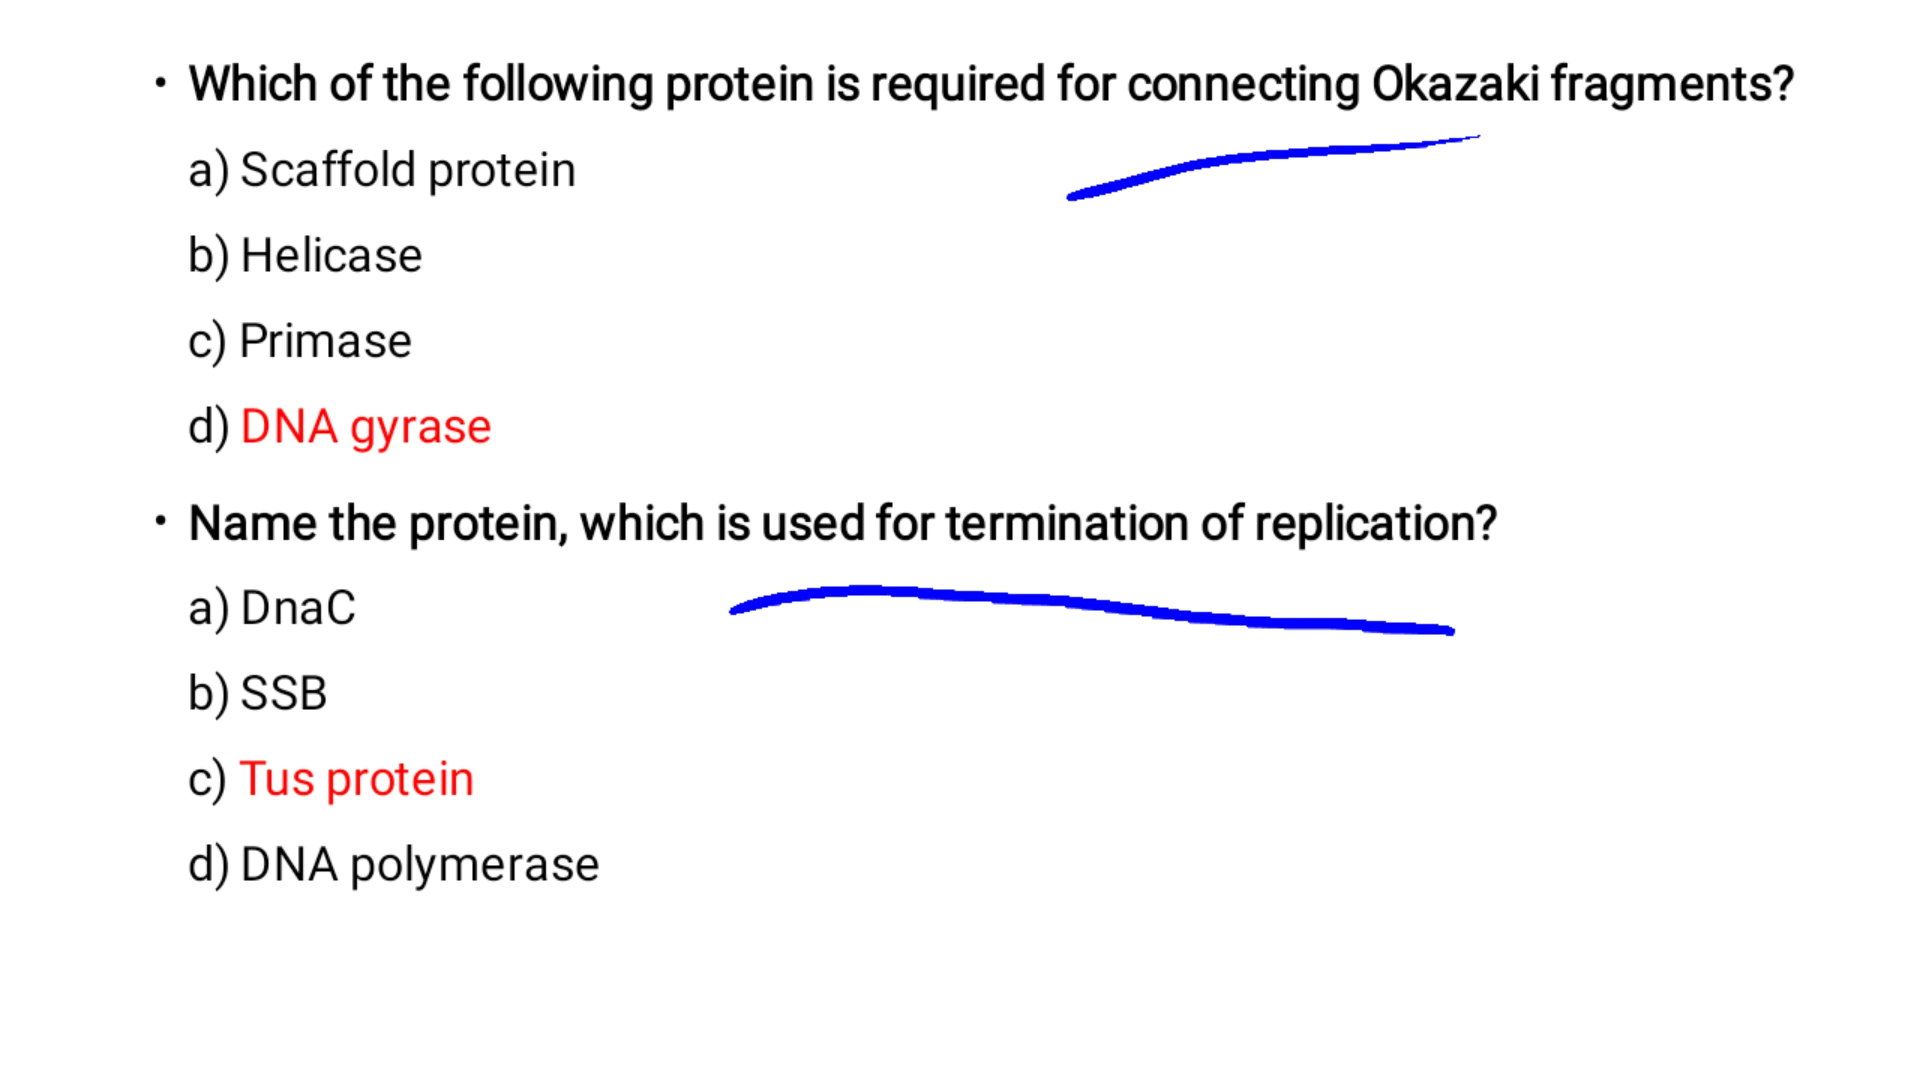 • Which of the following protein is required for connecting Okazaki fragments?
a) Scaffold protein
b) Helicase
c) Primase
d) DNA gyrase
• Name the protein, which is used for termination of replication?
a) DnaC
b) SSB
c) Tus protein
d) DNA polymerase